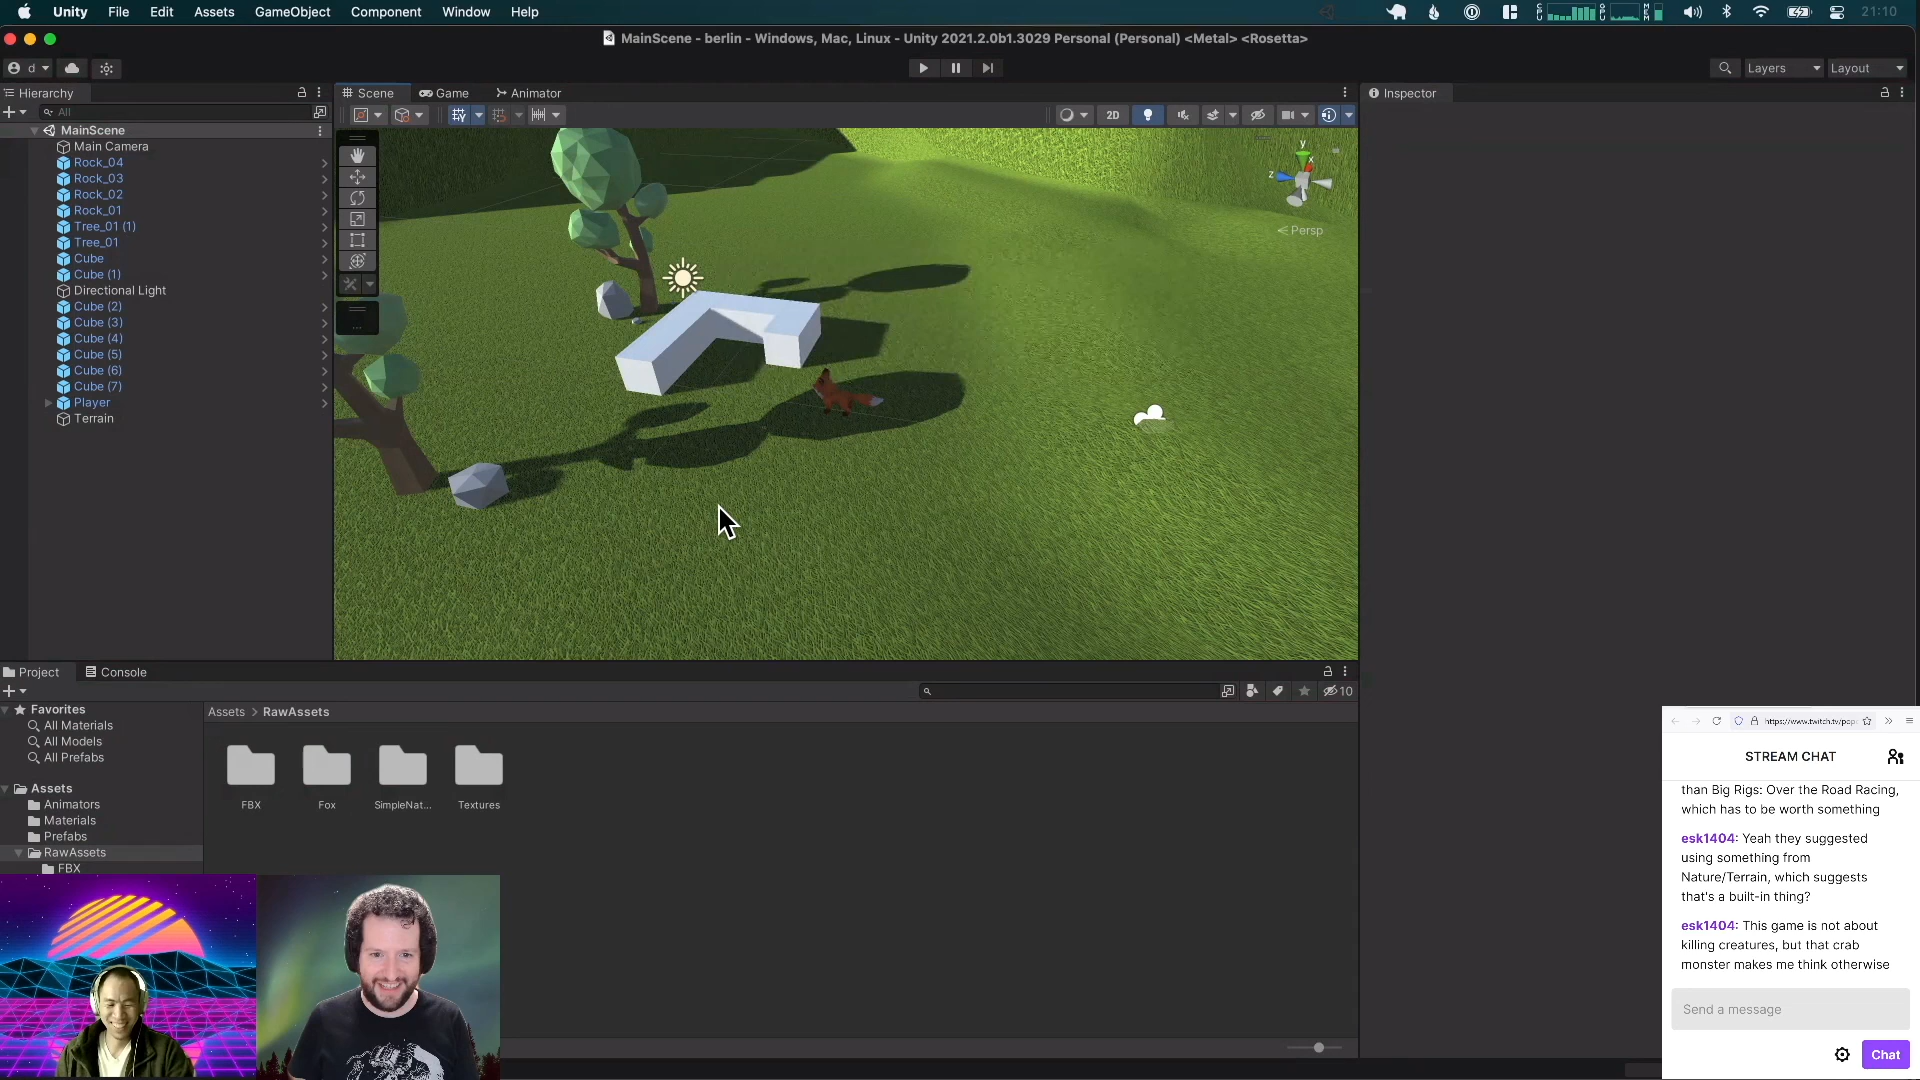 Unity File Edit Assets GameObject Component Window Help 21:10
MainScene - berlin - Windows, Mac, Linux - Unity 2021.2.0b1.3029 Personal (Personal) <Metal> <Rosetta>
d Layers Layout
Hierarchy Scene Game Animator Inspector
All 2D
MainScene
Main Camera
Rock_04
Rock_03
Rock_02
Rock_01
Tree_01 (1)
Tree_01
Cube
Cube (1)
Directional Light
Cube (2)
Cube (3)
Cube (4)
Cube (5)
Cube (6)
Cube (7)
Player
Terrain
y
x
z
Persp
Project Console
10
Favorites
All Materials
All Models
All Prefabs
Assets
Animators
Materials
Prefabs
RawAssets
FBX
Assets > RawAssets
FBX Fox SimpleNat... Textures
https://www.twitch.tv/pop
STREAM CHAT
than Big Rigs: Over the Road Racing,
which has to be worth something
esk1404: Yeah they suggested
using something from
Nature/Terrain, which suggests
that's a built-in thing?
esk1404: This game is not about
killing creatures, but that crab
monster makes me think otherwise
Send a message
Chat